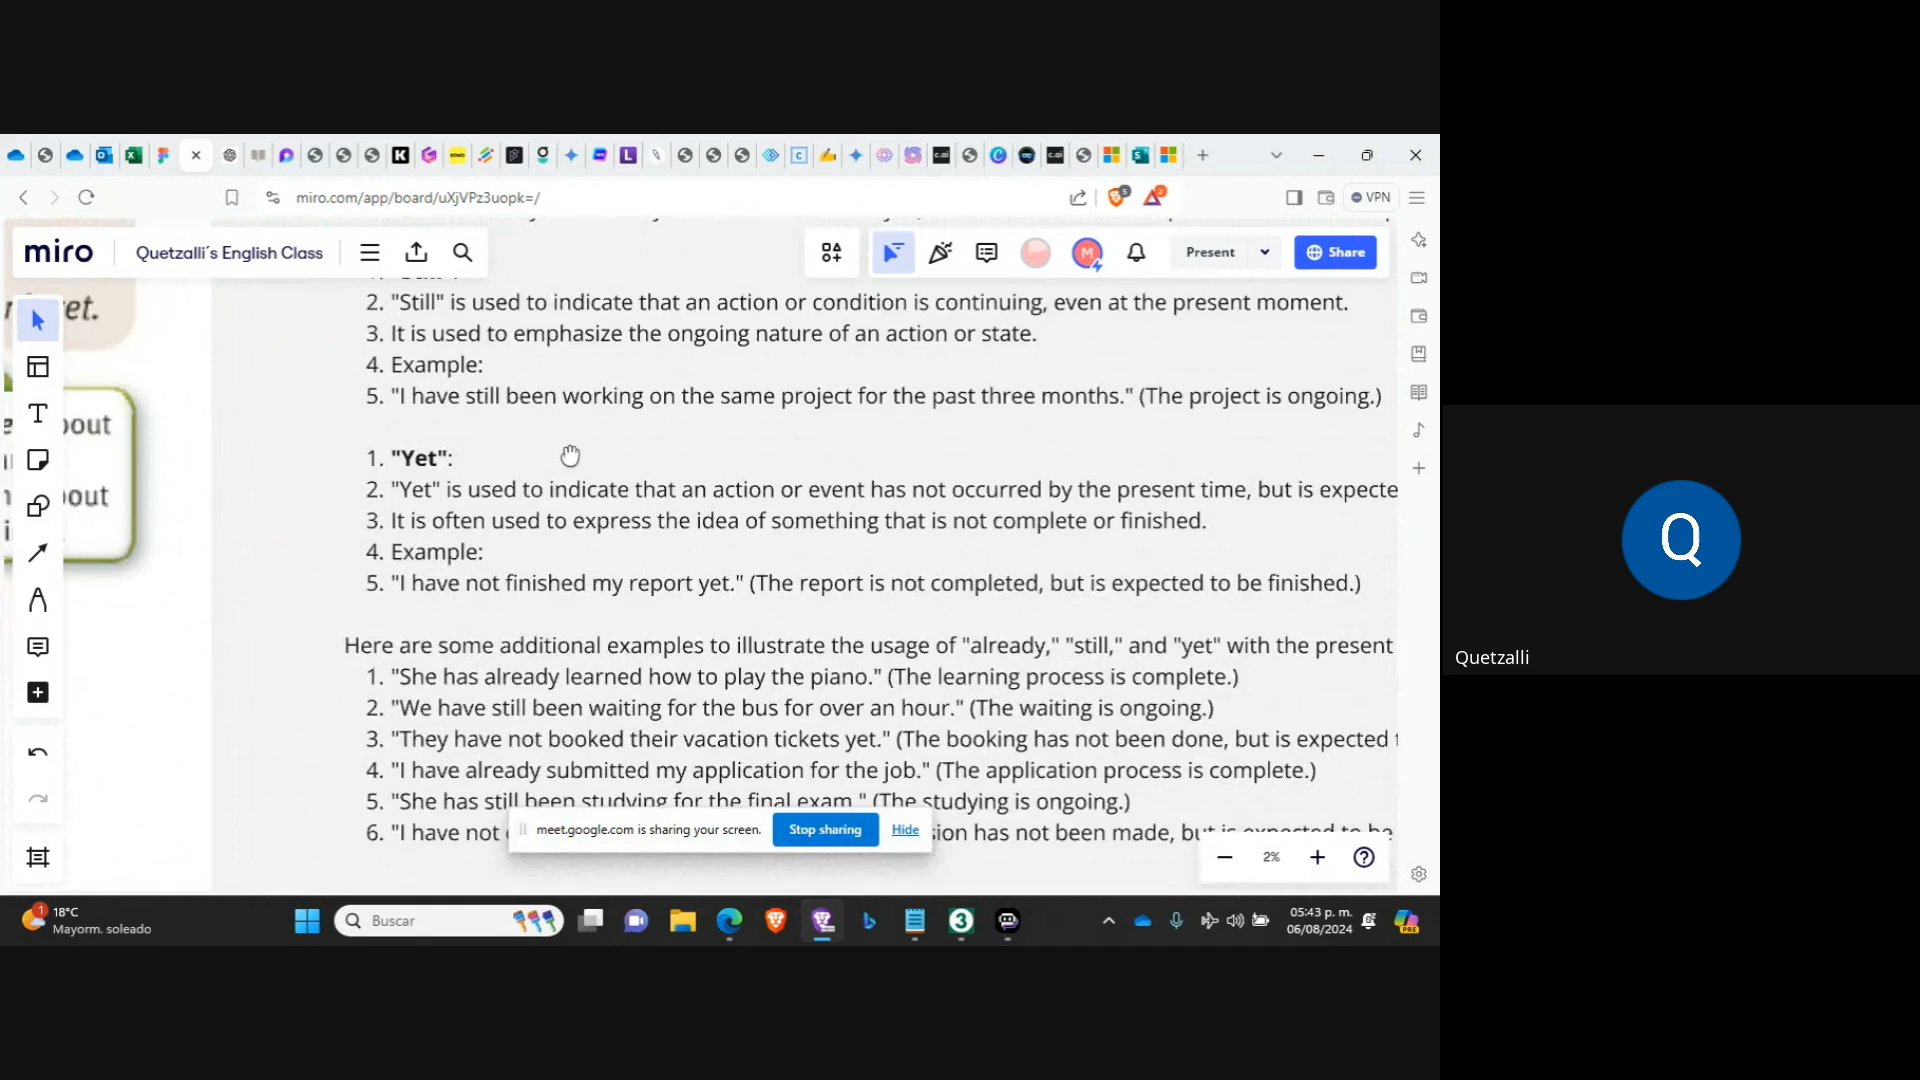 miro.com/app/board/uXjVPz3uopk=/
VPN
miro
Quetzalli´s English Class
Present
Share
et.
2. "Still" is used to indicate that an action or condition is continuing, even at the present moment.
3. It is used to emphasize the ongoing nature of an action or state.
4. Example:
5. "I have still been working on the same project for the past three months." (The project is ongoing.)
bout
bout
1. "Yet":
2. "Yet" is used to indicate that an action or event has not occurred by the present time, but is expecte
3. It is often used to express the idea of something that is not complete or finished.
4. Example:
5. "I have not finished my report yet." (The report is not completed, but is expected to be finished.)
Here are some additional examples to illustrate the usage of "already," "still," and "yet" with the present
1. "She has already learned how to play the piano." (The learning process is complete.)
2. "We have still been waiting for the bus for over an hour." (The waiting is ongoing.)
3. "They have not booked their vacation tickets yet." (The booking has not been done, but is expected
4. "I have already submitted my application for the job." (The application process is complete.)
5. "She has still been studying for the final exam." (The studying is ongoing.)
6. "I have not
sion has not been made, but is expected to be
meet.google.com is sharing your screen.
Stop sharing
Hide
2%
Q
Quetzalli
18°C
Mayorm. soleado
Buscar
05:43 p. m.
06/08/2024